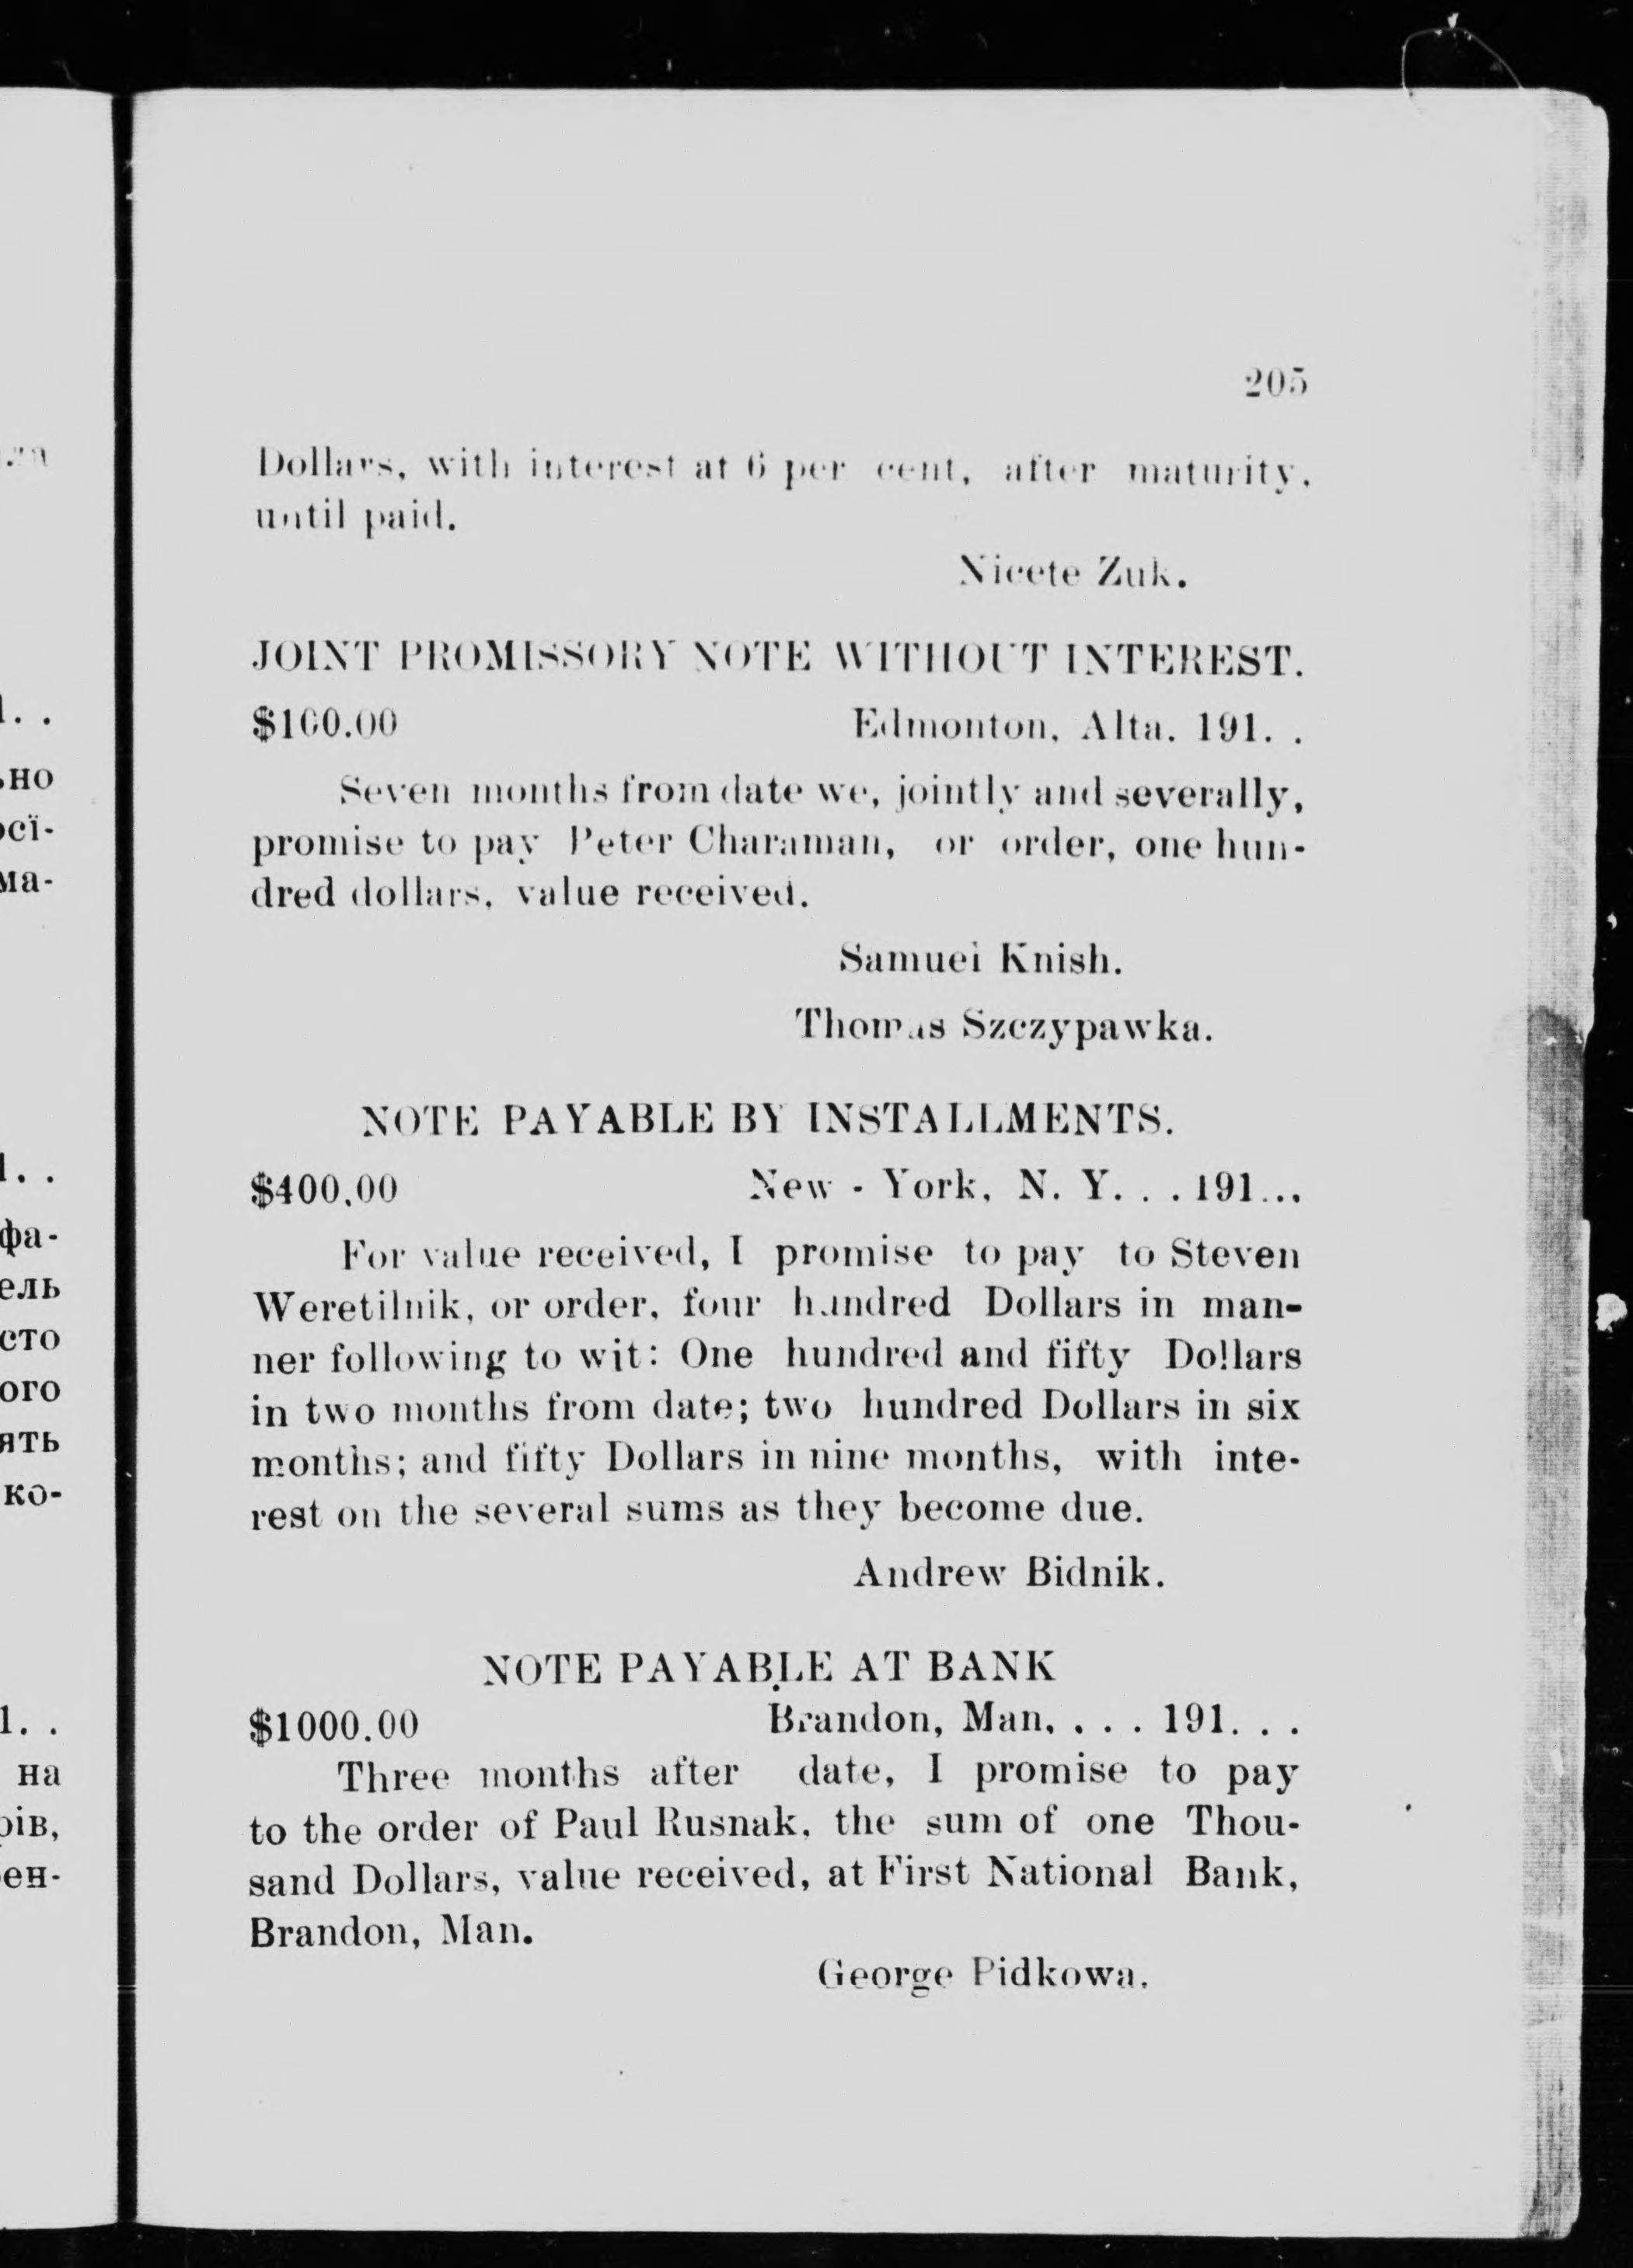 205
Dollars, with interest at 6 per cent, after maturity,
until paid.
Nicete Zuk.
JOINT PROMISSORY NOTE WITHOUT INTEREST.
$100.00 Edmonton, Alta. 191. .
Seven months from date we, jointly and severally,
promise to pay Peter Charaman, or order, one hun-
dred dollars, value received.
Samuel Knish.
Thomas Szczypawka.
NOTE PAYABLE BY INSTALLMENTS.
$400.00 New - York, N. Y. . . 191...
For value received, I promise to pay to Steven
Weretilnik, or order, four hundred Dollars in man-
ner following to wit: One hundred and fifty Dollars
in two months from date; two hundred Dollars in six
months; and fifty Dollars in nine months, with inte-
rest on the several sums as they become due.
Andrew Bidnik.
NOTE PAYABLE AT BANK
$1000.00 Brandon, Man. . . . 191. . .
Three months after date, I promise to pay
to the order of Paul Rusnak, the sum of one Thou-
sand Dollars, value received, at First National Bank,
Brandon, Man.
George Pidkowa.